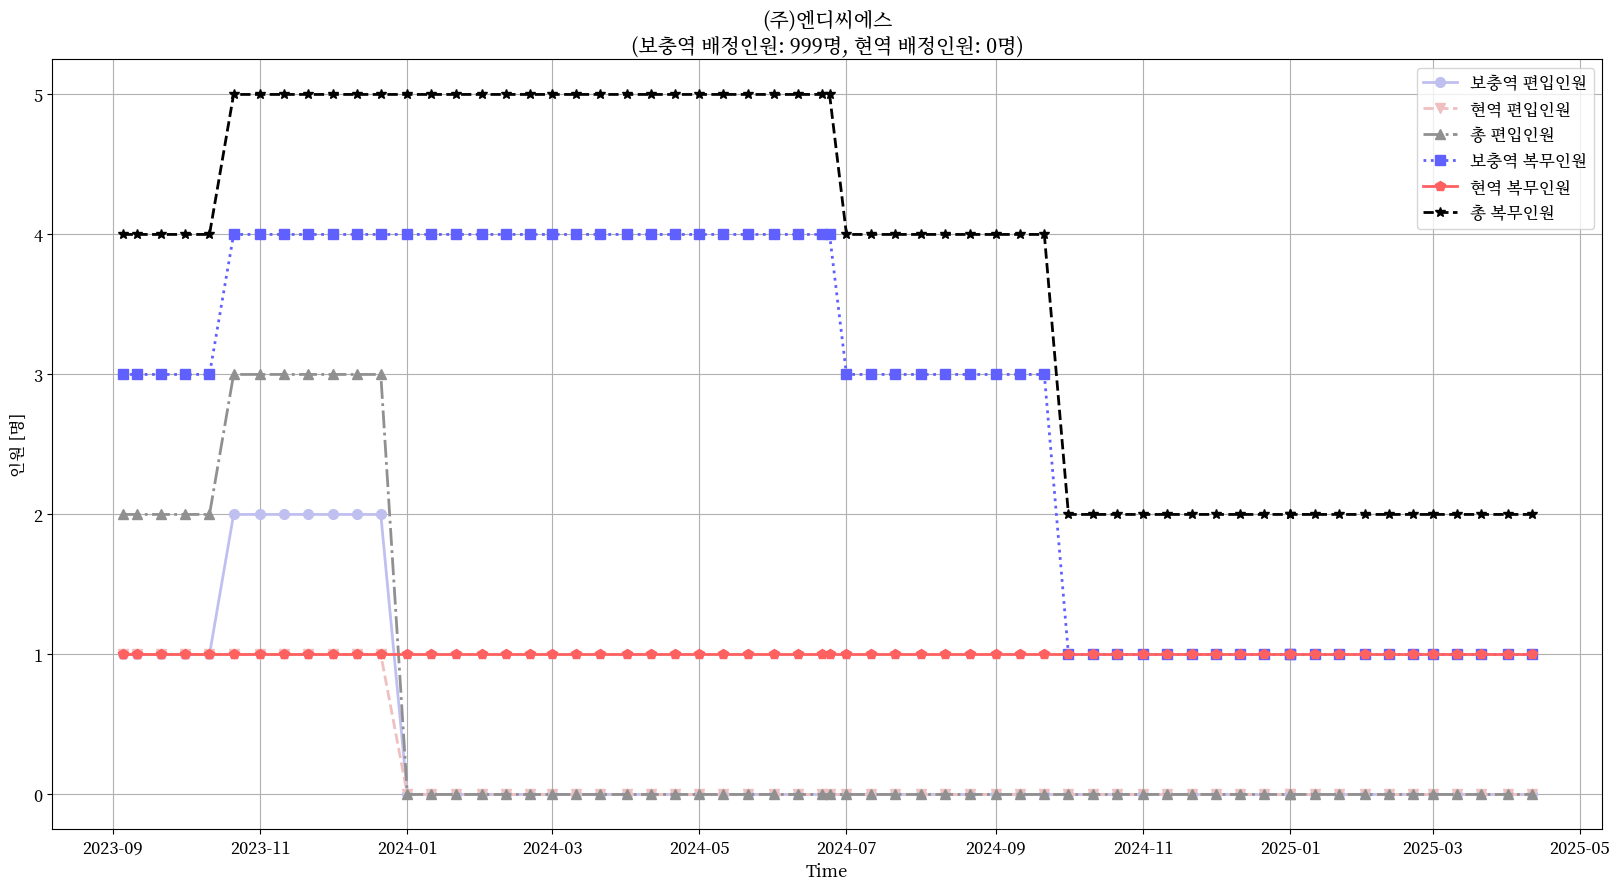 (주)엔디씨에스
(보충역 배정인원: 999명, 현역 배정인원: 0명)
보충역 편입인원
현역 편입인원
총 편입인원
보충역 복무인원
현역 복무인원
총 복무인원
인원 [명]
5
4
3
2
1
0
2023-09 2023-11 2024-01 2024-03 2024-05 2024-07 2024-09 2024-11 2025-01 2025-03 2025-05
Time